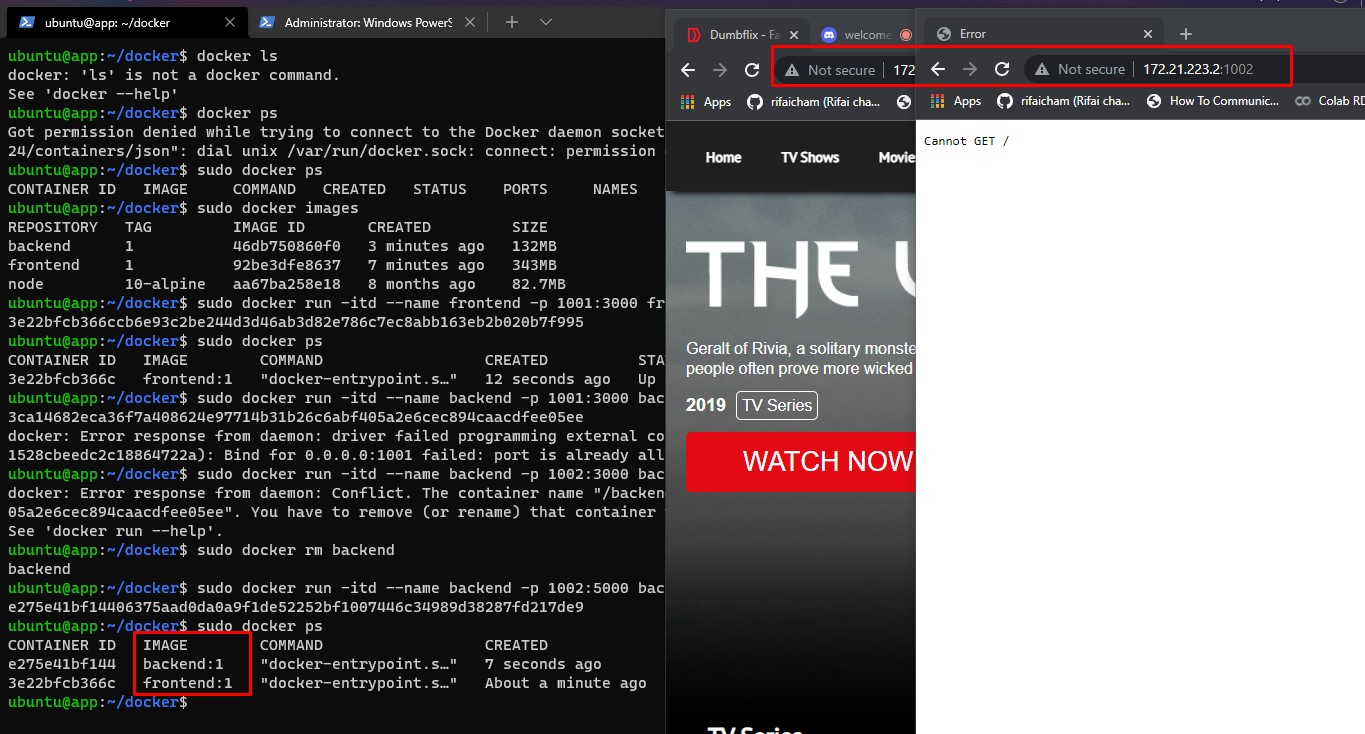 ubuntu@app: ~/docker
Administrator: Windows PowerS
ubuntu@app:~/docker$ docker ls
docker: 'ls' is not a docker command.
See 'docker --help'
ubuntu@app:~/docker$ docker ps
Got permission denied while trying to connect to the Docker daemon socket
24/containers/json": dial unix /var/run/docker.sock: connect: permission
ubuntu@app:~/docker$ sudo docker ps
CONTAINER ID IMAGE COMMAND CREATED STATUS PORTS NAMES
ubuntu@app:~/docker$ sudo docker images
REPOSITORY TAG IMAGE ID CREATED SIZE
backend 1 46db750860f0 3 minutes ago 132MB
frontend 1 92be3dfe8637 7 minutes ago 343MB
node 10-alpine aa67ba258e18 8 months ago 82.7MB
ubuntu@app:~/docker$ sudo docker run -itd --name frontend -p 1001:3000 fr
3e22bfcb366ccb6e93c2be244d3d46ab3d82e786c7ec8abb163eb2b020b7f995
ubuntu@app:~/docker$ sudo docker ps
CONTAINER ID IMAGE COMMAND CREATED STA
3e22bfcb366c frontend:1 "docker-entrypoint.s…" 12 seconds ago Up
ubuntu@app:~/docker$ sudo docker run -itd --name backend -p 1001:3000 bac
3ca14682eca36f7a408624e97714b31b26c6abf405a2e6cec894caacdfee05ee
docker: Error response from daemon: driver failed programming external co
1528cbeedc2c18864722a): Bind for 0.0.0.0:1001 failed: port is already all
ubuntu@app:~/docker$ sudo docker run -itd --name backend -p 1002:3000 bac
docker: Error response from daemon: Conflict. The container name "/backen
05a2e6cec894caacdfee05ee". You have to remove (or rename) that container
See 'docker run --help'.
ubuntu@app:~/docker$ sudo docker rm backend
backend
ubuntu@app:~/docker$ sudo docker run -itd --name backend -p 1002:5000 bac
e275e41bf14406375aad0da0a9f1de52252bf1007446c34989d38287fd217de9
ubuntu@app:~/docker$ sudo docker ps
CONTAINER ID IMAGE COMMAND CREATED
e275e41bf144 backend:1 "docker-entrypoint.s…" 7 seconds ago
3e22bfcb366c frontend:1 "docker-entrypoint.s…" About a minute ago
ubuntu@app:~/docker$
Dumbflix - Fa
welcome
Not secure 172
Apps rifaicham (Rifai cha...
Home TV Shows Movie
THE
Geralt of Rivia, a solitary monste
people often prove more wicked
2019 TV Series
WATCH NOW
TV Series
Error
Not secure 172.21.223.2:1002
Apps rifaicham (Rifai cha... How To Communic... Colab RD
Cannot GET /